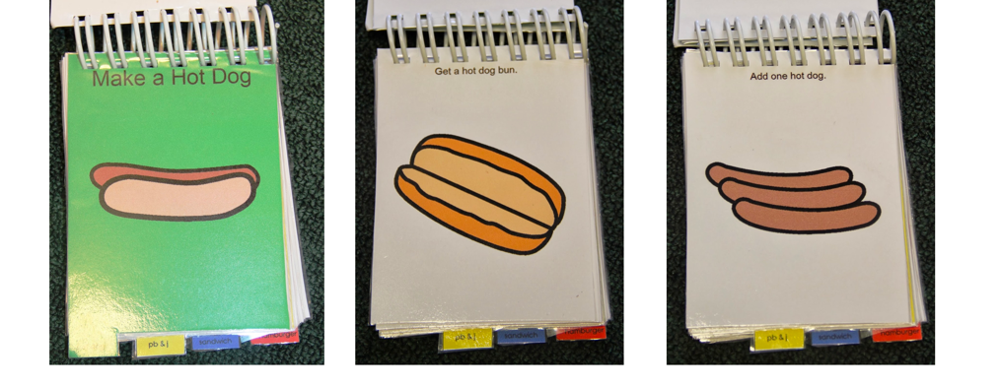 Make a Hot Dog
pb & j
sandwich
hamburger
Get a hot dog bun.
pb & j
sandwich
hamburger
Add one hot dog.
pb & j
sandwich
hamburger